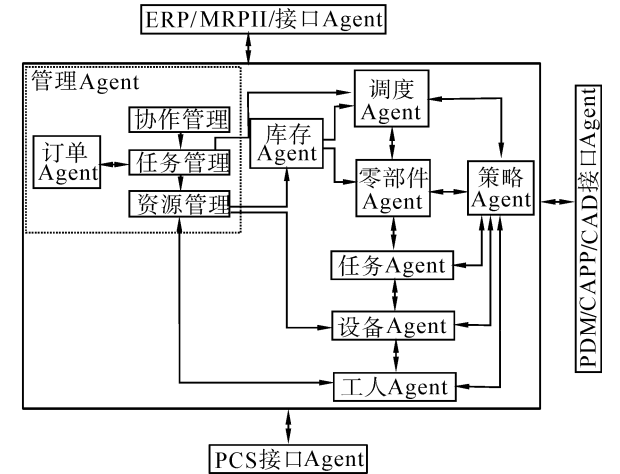 ERP/MRPII/接口Agent
管理Agent
协作管理
订单
Agent
任务管理
资源管理
库存
Agent
调度
Agent
零部件
Agent
策略
Agent
任务Agent
设备Agent
工人Agent
PDM/CAPP/CAD接口Agent
PCS接口Agent